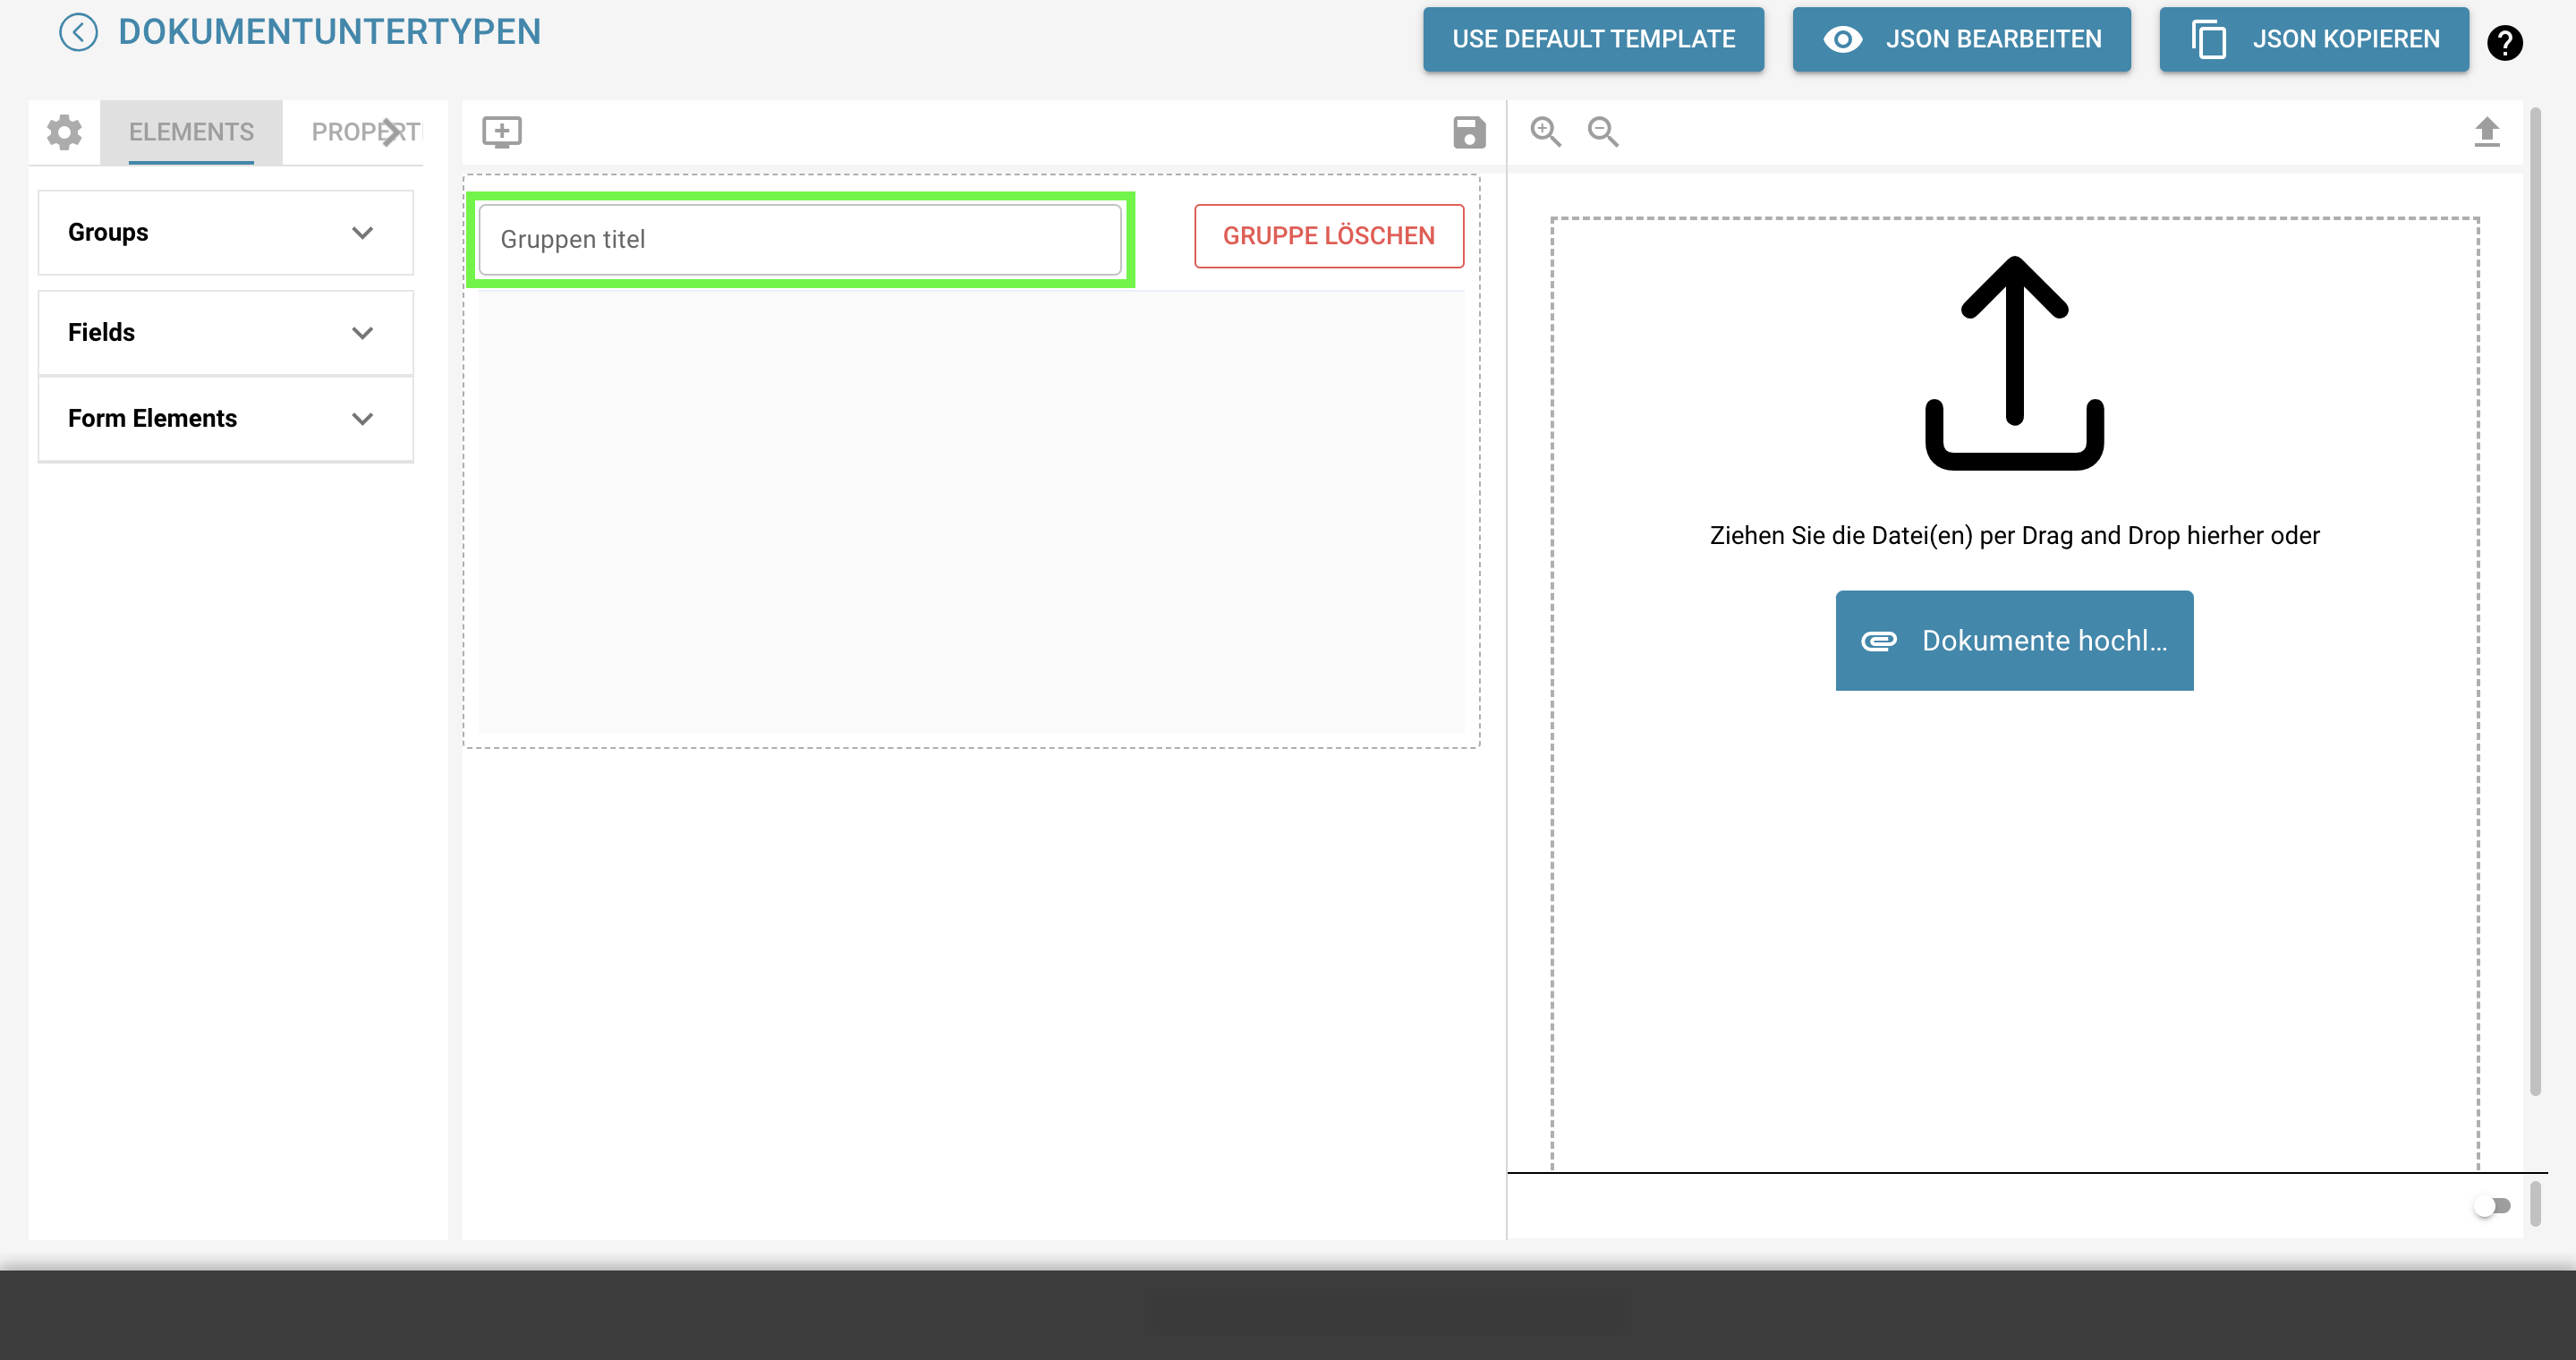 DOKUMENTUNTERTYPEN
USE DEFAULT TEMPLATE
JSON BEARBEITEN
JSON KOPIEREN
ELEMENTS
PROPERT
Groups
Fields
Form Elements
Gruppen titel
GRUPPE LÖSCHEN
Ziehen Sie die Datei(en) per Drag and Drop hierher oder
Dokumente hochl...